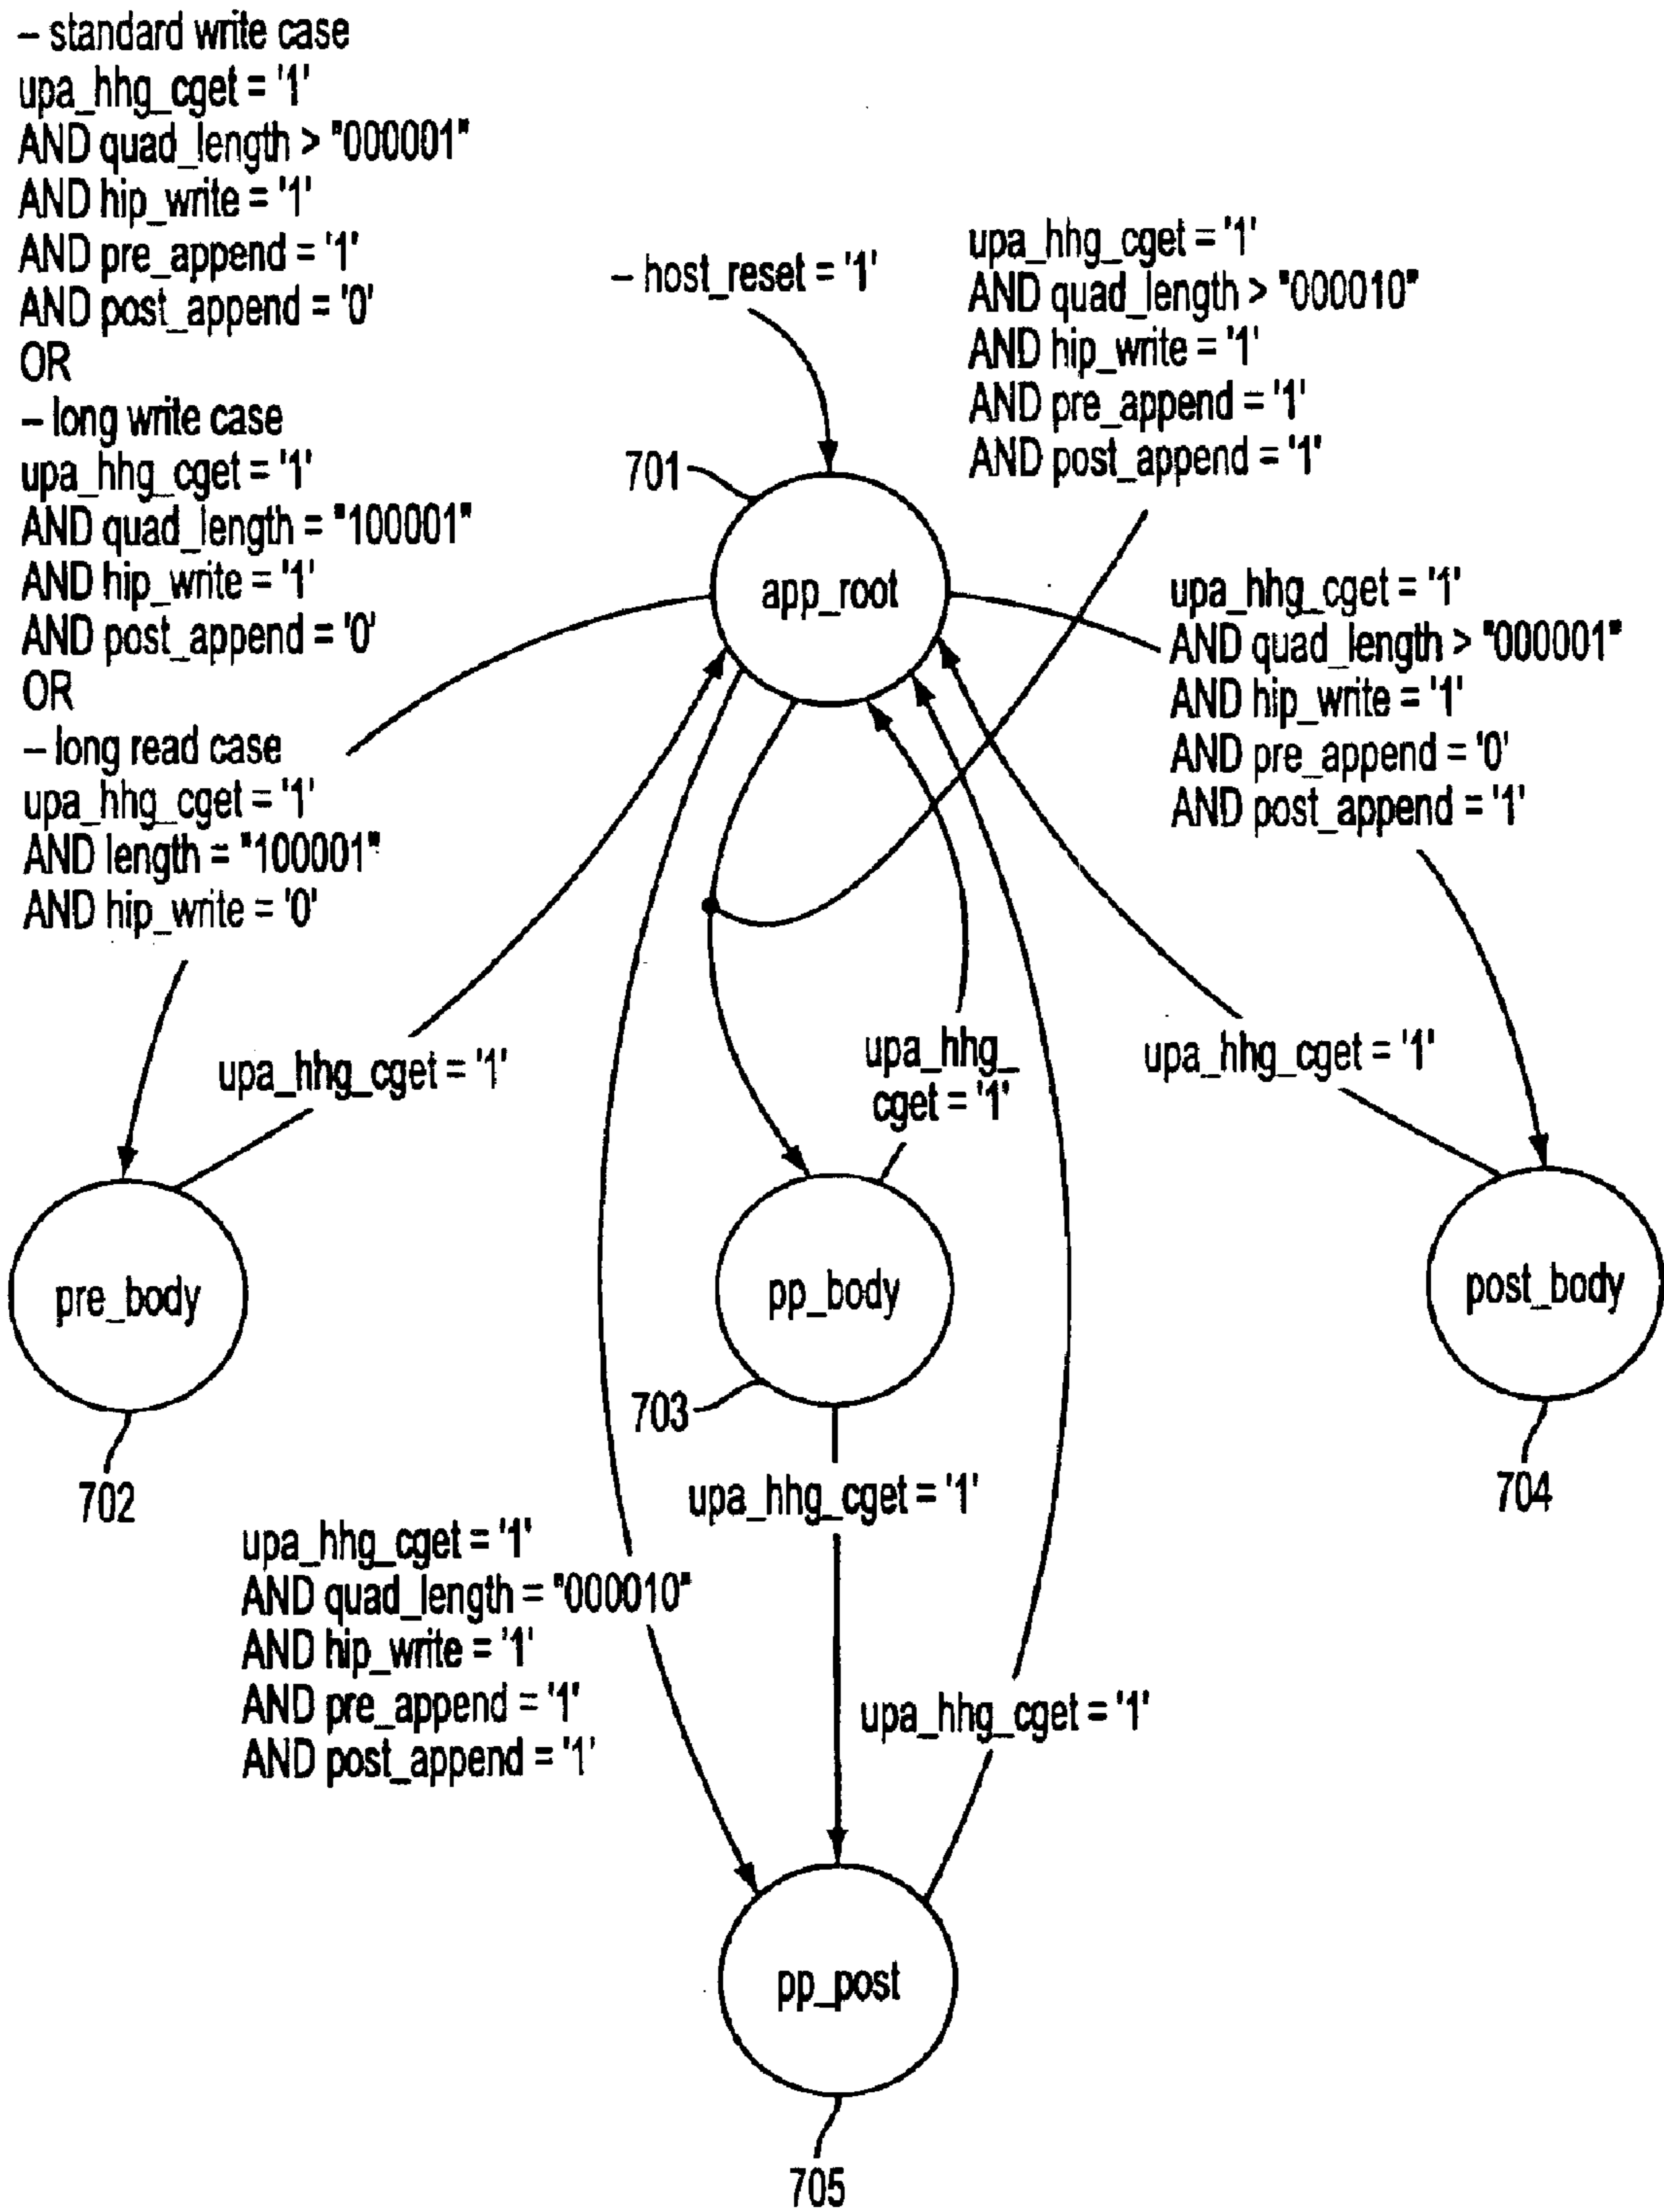 – standard write case
upa_hhg_cget = '1'
AND quad_length > "000001"
AND hip_write = '1'
AND pre_append = '1'
AND post_append = '0'
OR
– long write case
upa_hhg_cget = '1'
AND quad_length = "100001"
AND hip_write = '1'
AND post_append = '0'
OR
– long read case
upa_hhg_cget = '1'
AND length = "100001"
AND hip_write = '0'
– host_reset = '1'
upa_hhg_cget = '1'
AND quad_length > "000010"
AND hip_write = '1'
AND pre_append = '1'
AND post_append = '1'
701
app_root
upa_hhg_cget = '1'
AND quad_length > "000001"
AND hip_write = '1'
AND pre_append = '0'
AND post_append = '1'
upa_hhg_cget = '1'
upa_hhg_
cget = '1'
upa_hhg_cget = '1'
pre_body
pp_body
post_body
702
703
704
upa_hhg_cget = '1'
upa_hhg_cget = '1'
AND quad_length = "000010"
AND hip_write = '1'
AND pre_append = '1'
AND post_append = '1'
upa_hhg_cget = '1'
pp_post
705